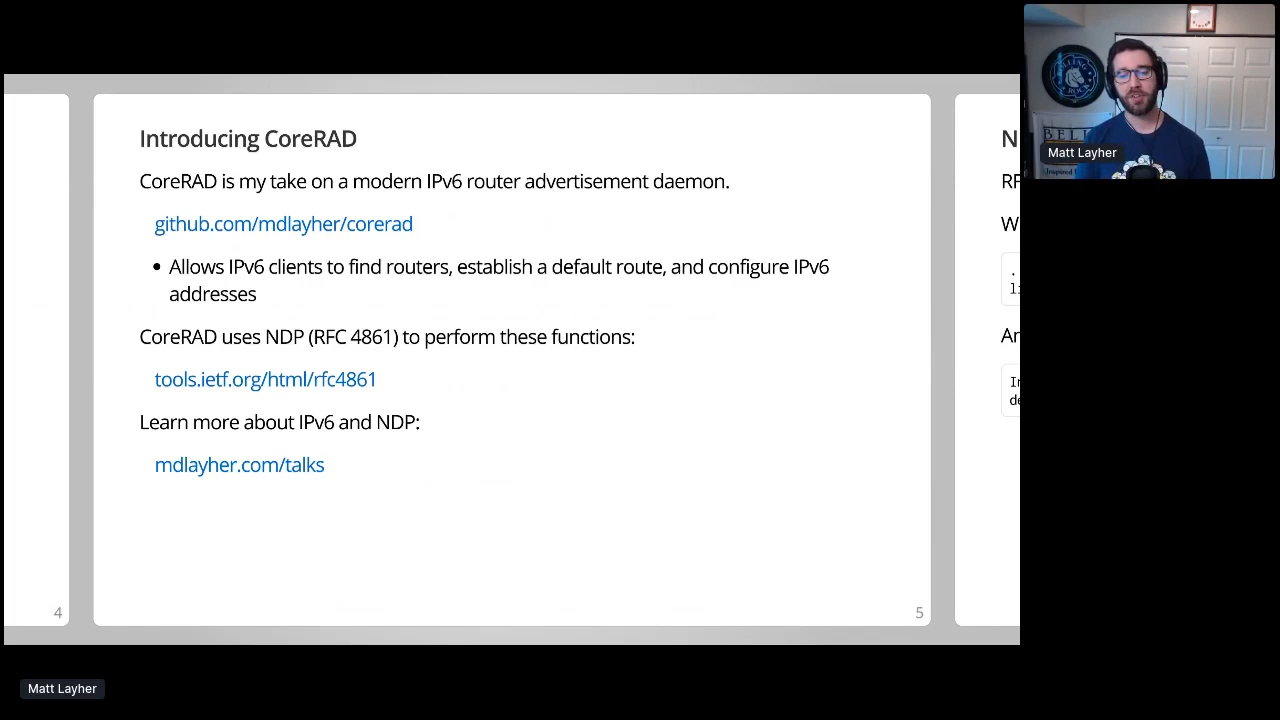 Introducing CoreRAD
CoreRAD is my take on a modern IPv6 router advertisement daemon.
github.com/mdlayher/corerad
• Allows IPv6 clients to find routers, establish a default route, and configure IPv6
addresses
CoreRAD uses NDP (RFC 4861) to perform these functions:
tools.ietf.org/html/rfc4861
Learn more about IPv6 and NDP:
mdlayher.com/talks
4
5
Matt Layher
Matt Layher